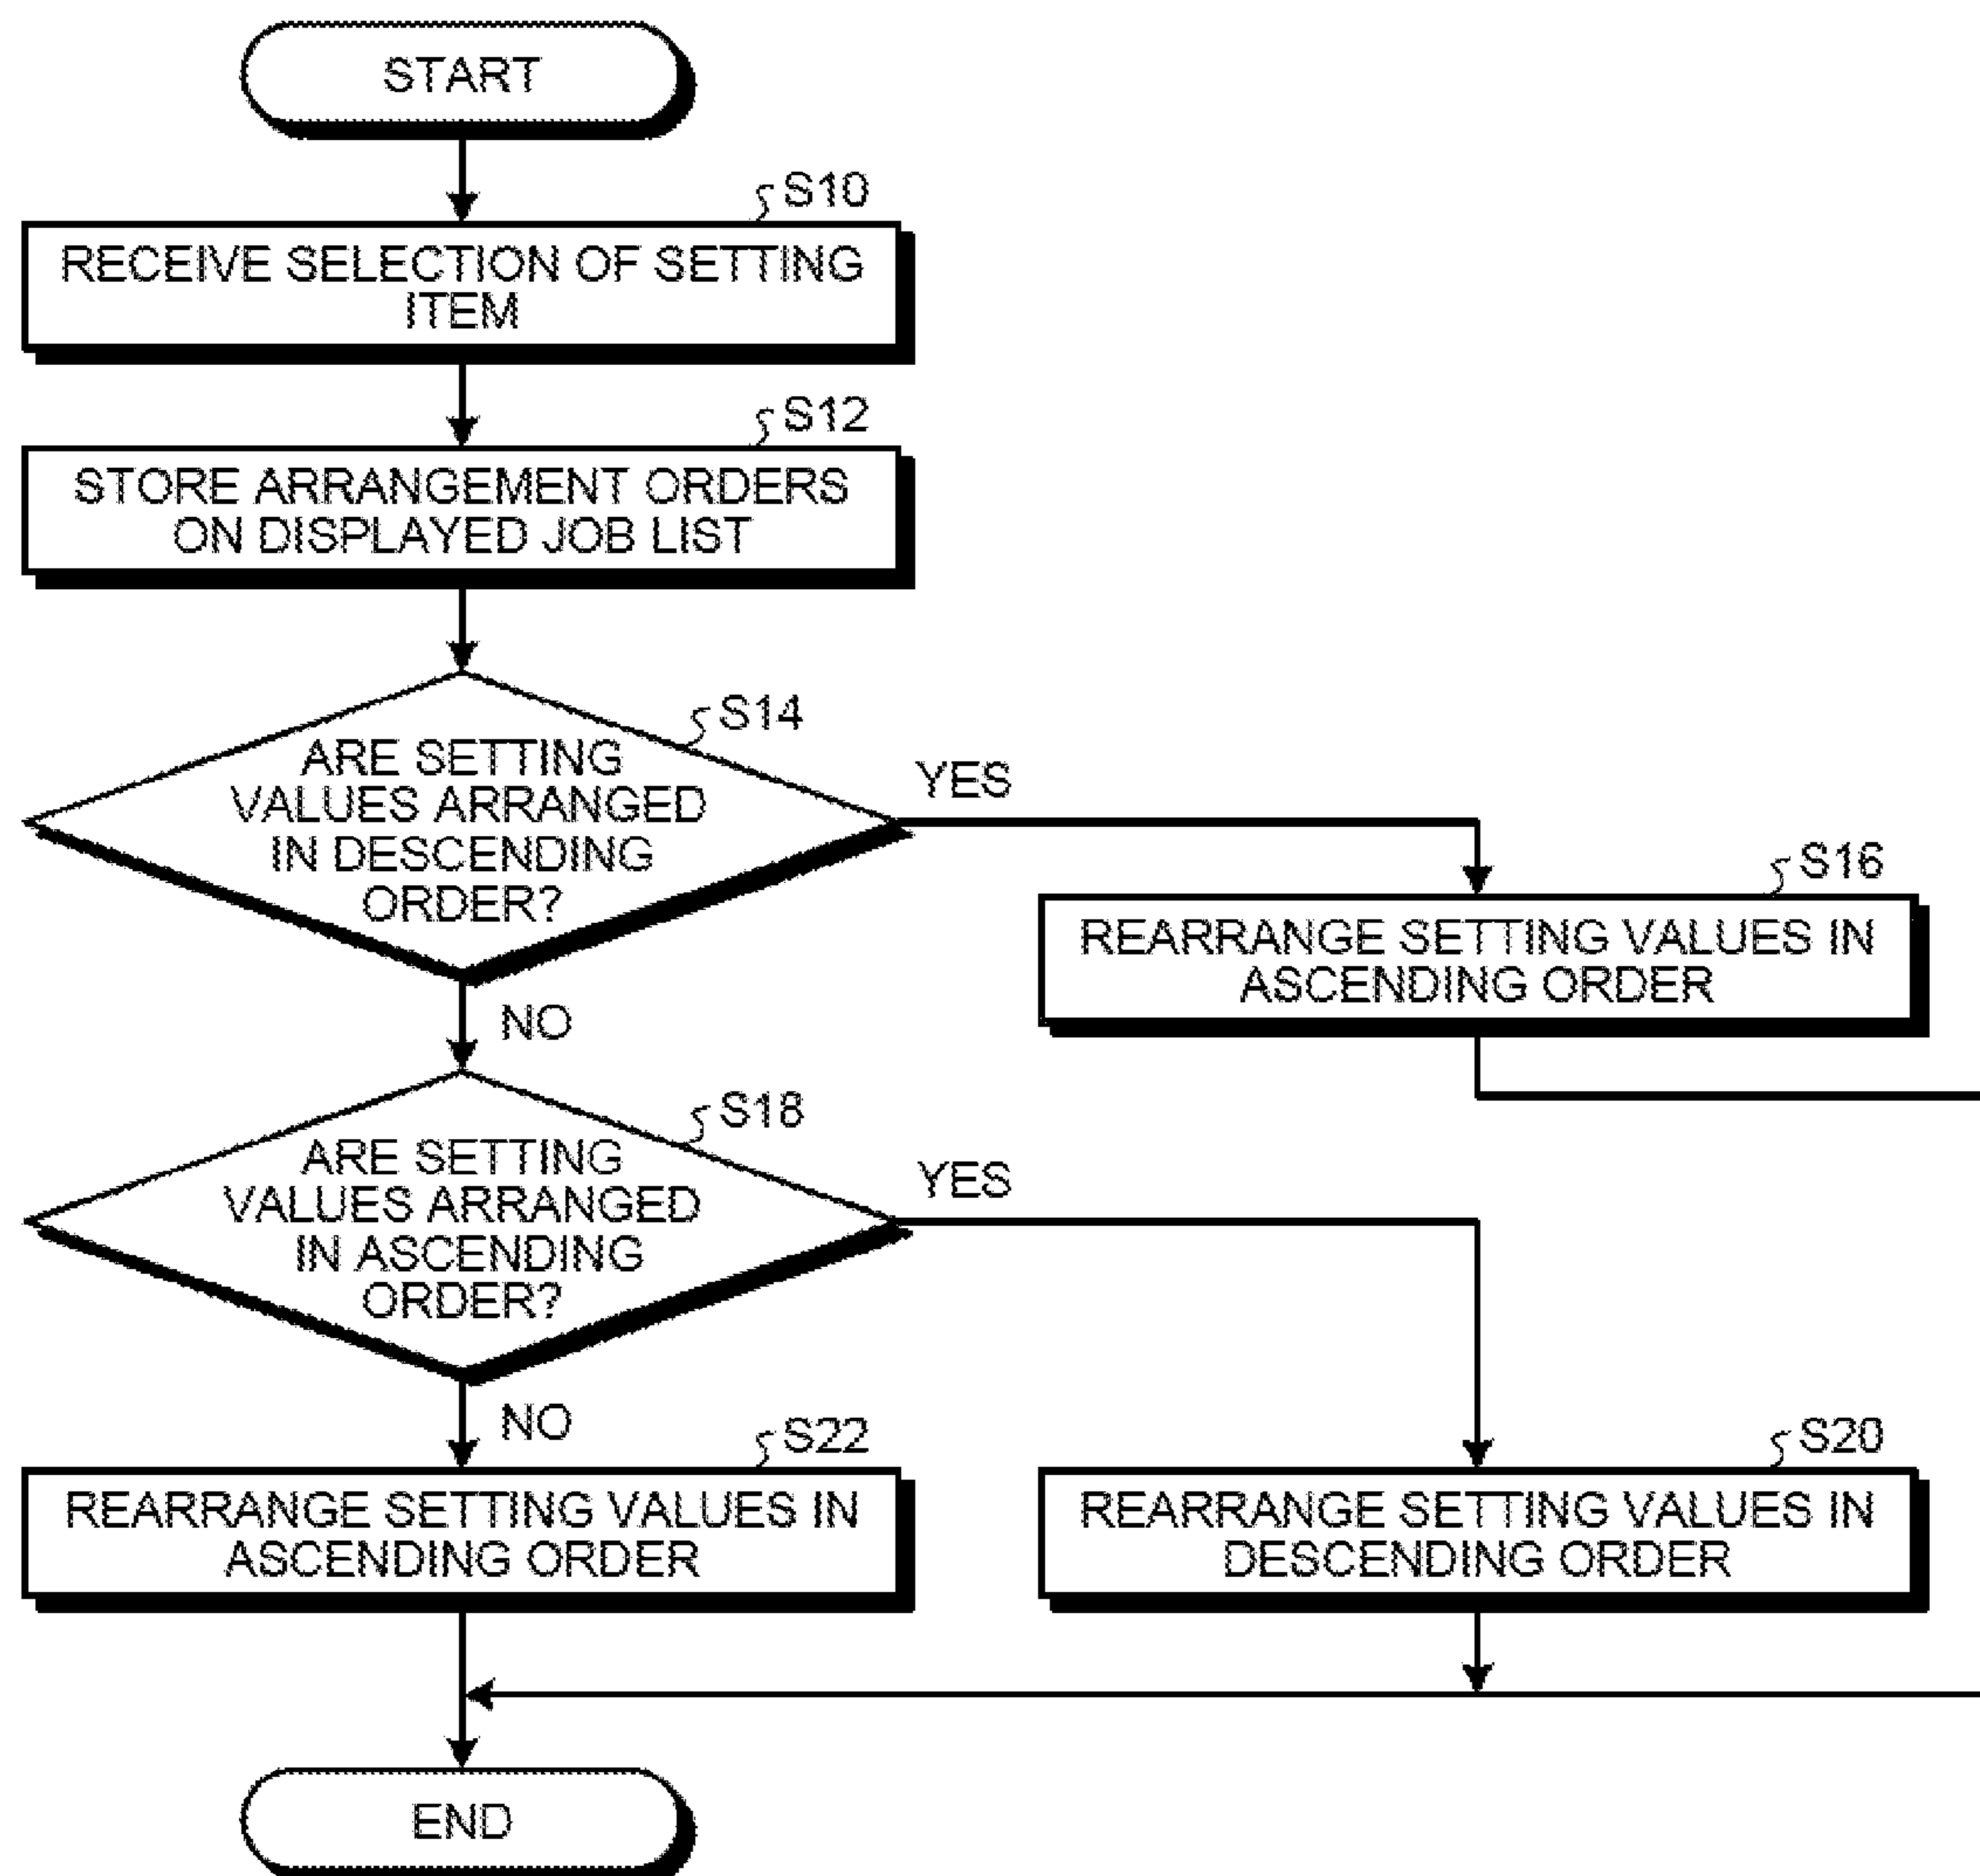 START
S10
RECEIVE SELECTION OF SETTING
ITEM
S12
STORE ARRANGEMENT ORDERS
ON DISPLAYED JOB LIST
S14
ARE SETTING
VALUES ARRANGED
IN DESCENDING
ORDER?
YES
S16
REARRANGE SETTING VALUES IN
ASCENDING ORDER
NO
S18
ARE SETTING
VALUES ARRANGED
IN ASCENDING
ORDER?
YES
NO
S22
REARRANGE SETTING VALUES IN
ASCENDING ORDER
S20
REARRANGE SETTING VALUES IN
DESCENDING ORDER
END